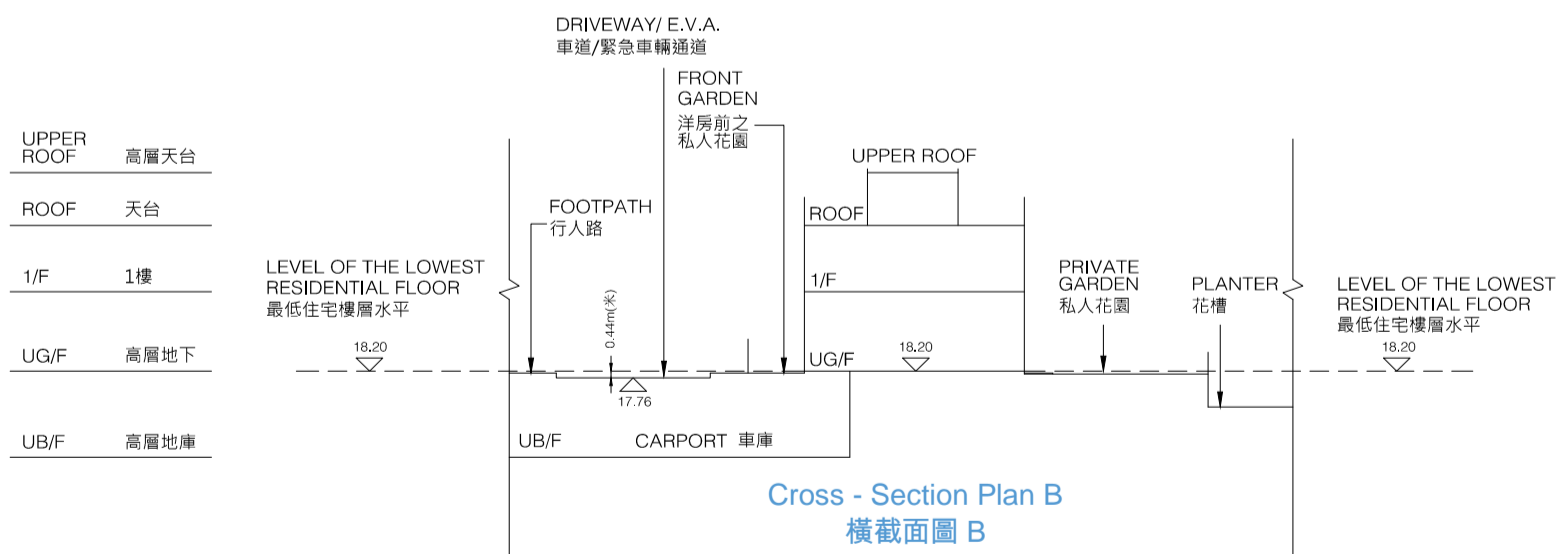 DRIVEWAY/ E.V.A.
車道/緊急車輛通道
FRONT
GARDEN
洋房前之
私人花園
UPPER
ROOF 高層天台
UPPER ROOF
ROOF 天台
FOOTPATH
行人路
ROOF
1/F 1樓
LEVEL OF THE LOWEST
RESIDENTIAL FLOOR
最低住宅樓層水平
0.44m(米)
1/F
PRIVATE
GARDEN
私人花園
PLANTER
花槽
LEVEL OF THE LOWEST
RESIDENTIAL FLOOR
最低住宅樓層水平
UG/F 高層地下
18.20
UG/F
18.20
18.20
17.76
UB/F 高層地庫
UB/F
CARPORT 車庫
Cross - Section Plan B
橫截面圖 B